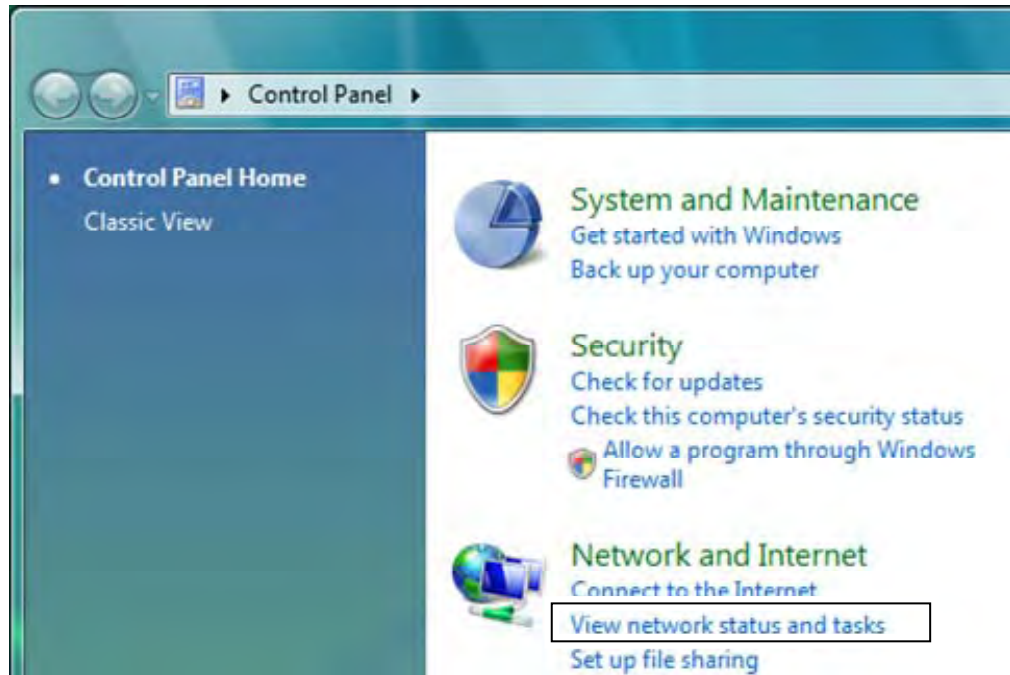 Control Panel
Control Panel Home
Classic View
System and Maintenance
Get started with Windows
Back up your computer
Security
Check for updates
Check this computer's security status
Allow a program through Windows
Firewall
Network and Internet
Connect to the Internet
View network status and tasks
Set up file sharing